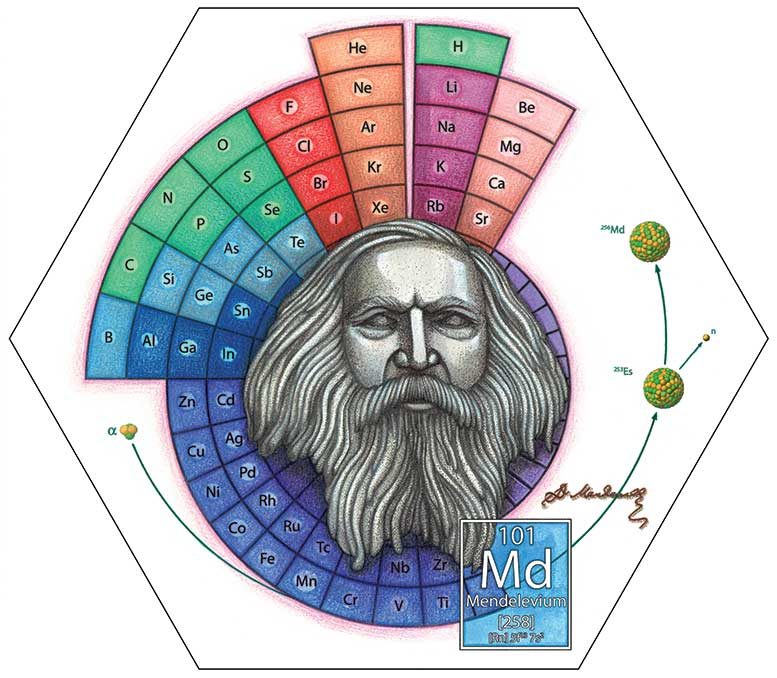 He
H
Ne
Li
Be
F
Ar
Na
Mg
O
Cl
Kr
K
Ca
N
S
Br
Xe
Rb
Sr
P
Se
I
C
As
Te
Si
Sb
Ge
Sn
B
Al
Ga
In
Zn
Cd
Cu
Ag
Ni
Pd
Co
Rh
Fe
Ru
Mn
Tc
Cr
Nb
V
Zr
Ti
α
²⁵⁶Md
n
²⁵³Es
101
Md
Mendelevium
[258]